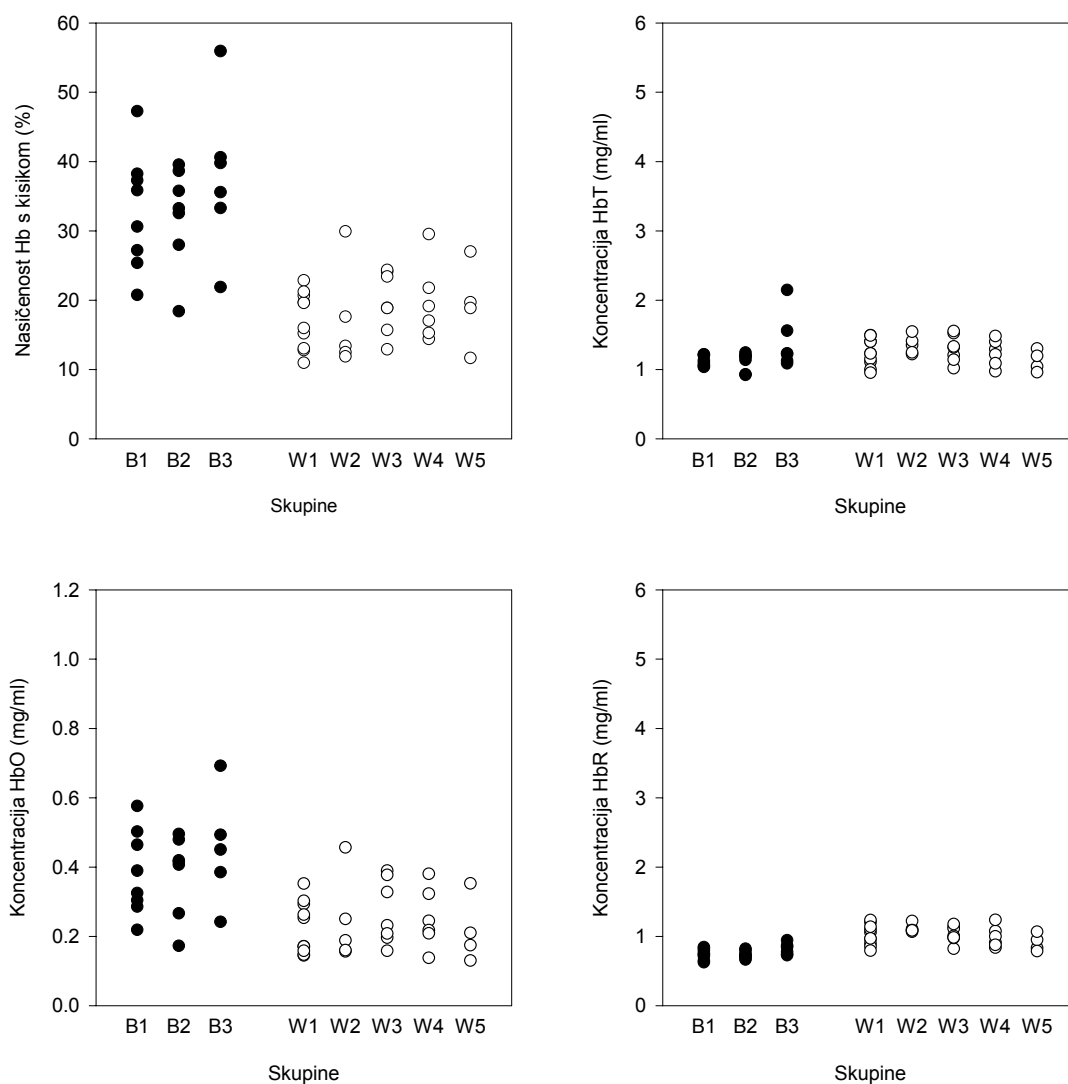 Nasičenost Hb s kisikom (%)
60
50
40
30
20
10
0
B1 B2 B3 W1 W2 W3 W4 W5
Skupine
Koncentracija HbT (mg/ml)
6
5
4
3
2
1
0
B1 B2 B3 W1 W2 W3 W4 W5
Skupine
Koncentracija HbO (mg/ml)
1.2
1.0
0.8
0.6
0.4
0.2
0.0
B1 B2 B3 W1 W2 W3 W4 W5
Skupine
Koncentracija HbR (mg/ml)
6
5
4
3
2
1
0
B1 B2 B3 W1 W2 W3 W4 W5
Skupine